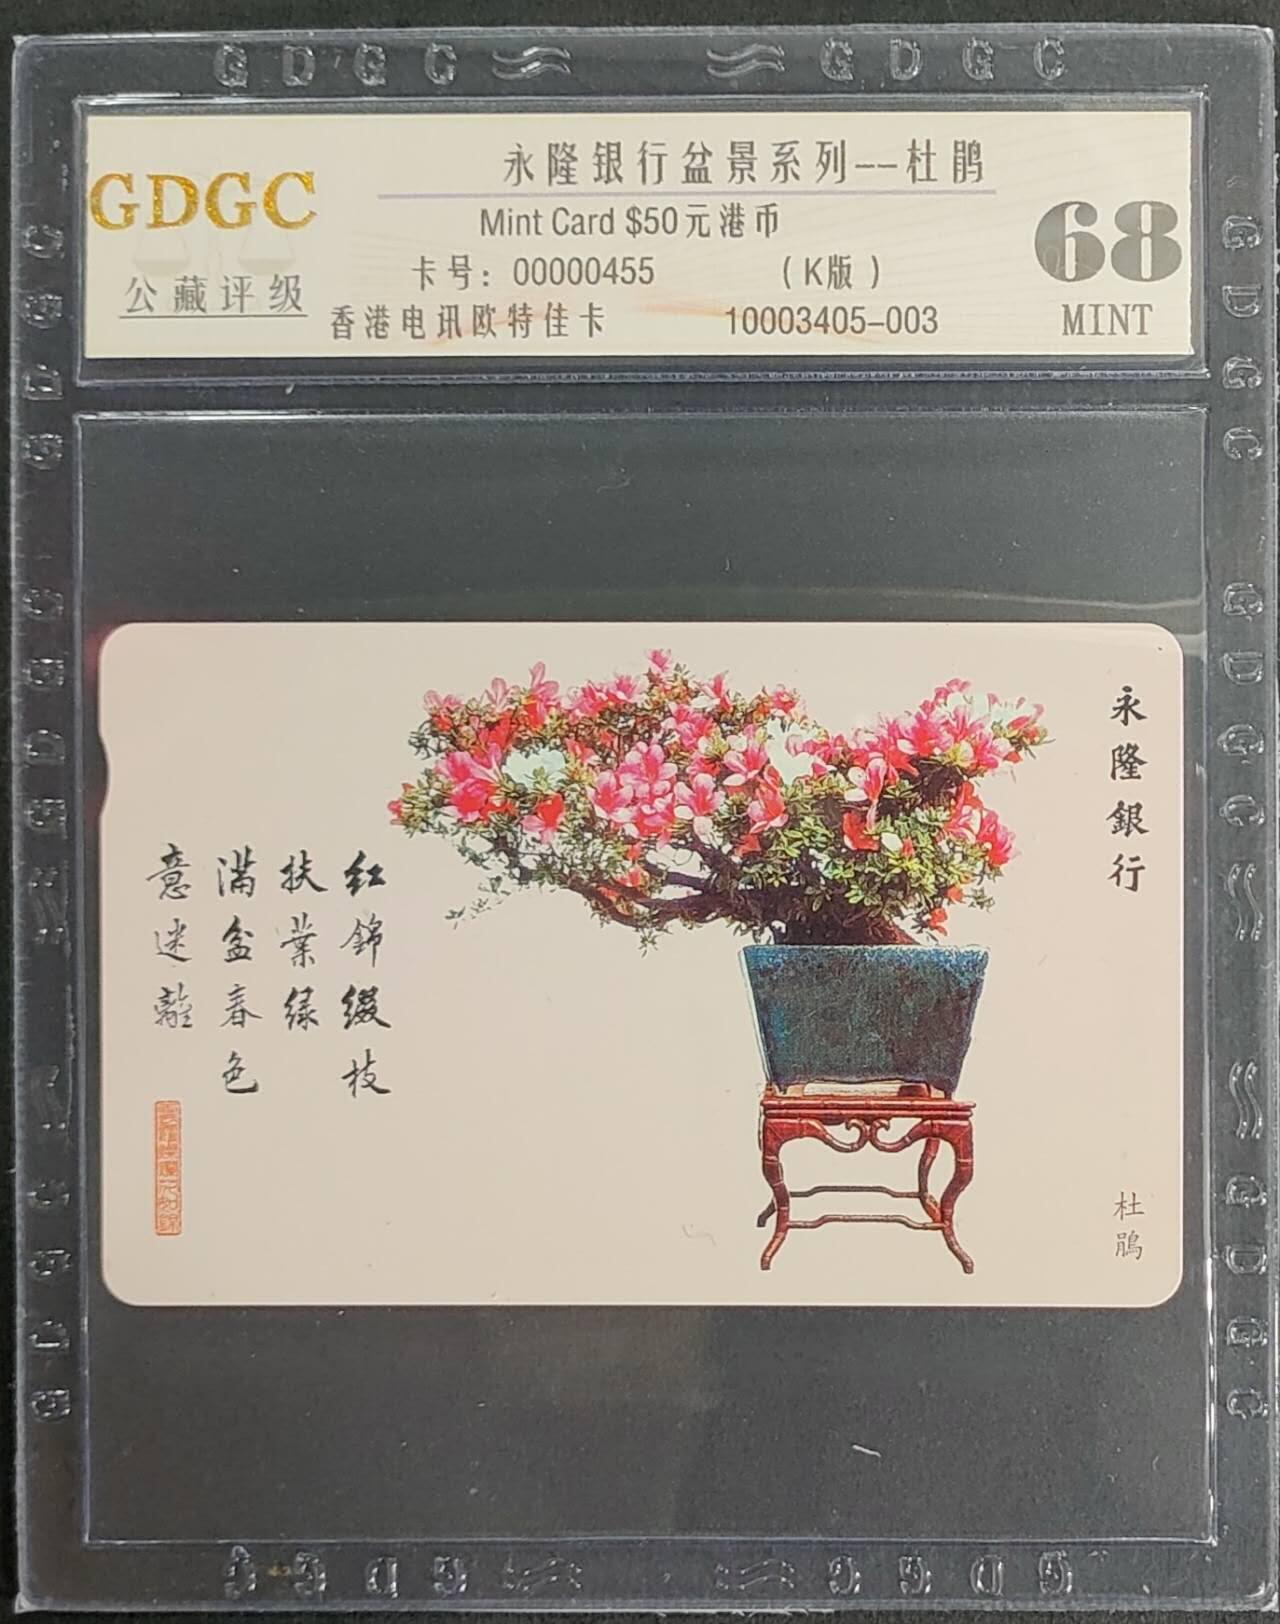 GDGC GDGC
GDGC
公藏评级
永隆银行盆景系列--杜鹃
Mint Card $50元港币
卡号：00000455 （K版）
香港电讯欧特佳卡 10003405-003
68
MINT
永隆銀行
紅錦綴枝
扶葉緑
滿盆春色
意迷離
杜鵑